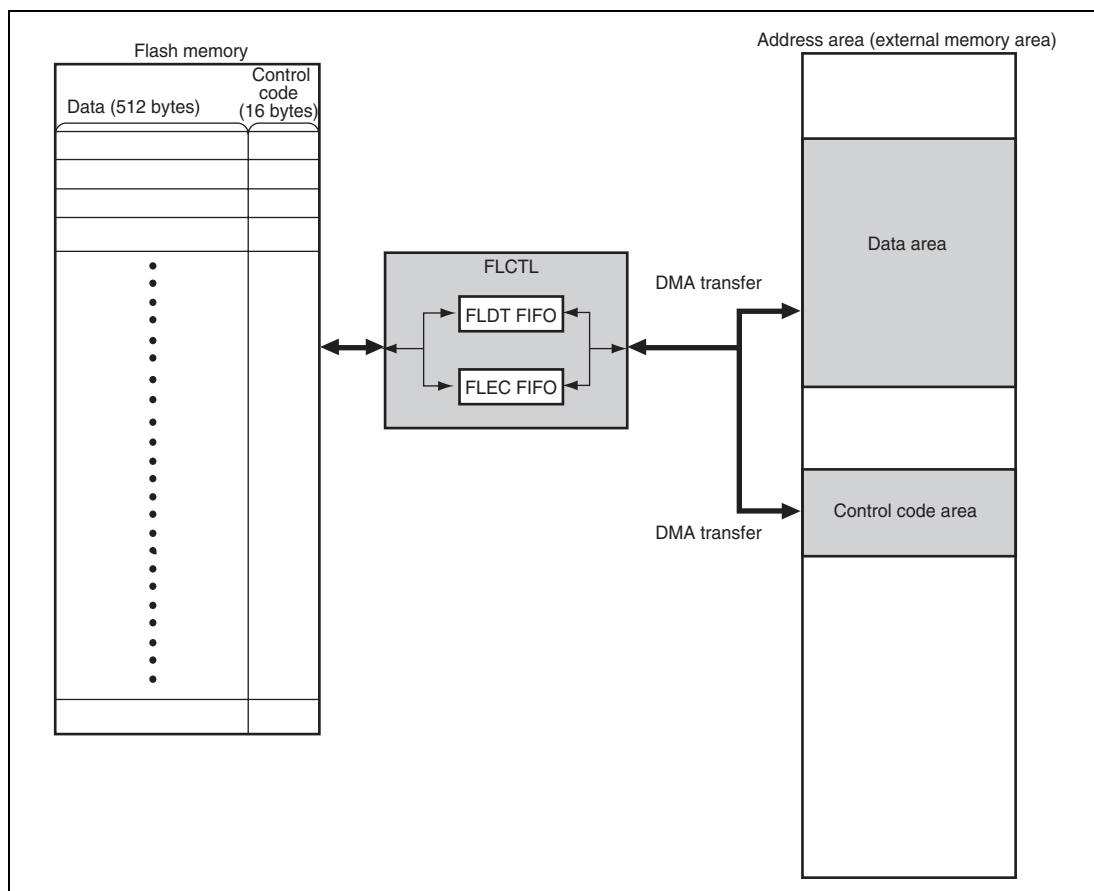 Flash memory
Data (512 bytes)
Control
code
(16 bytes)
FLCTL
FLDT FIFO
FLEC FIFO
DMA transfer
DMA transfer
Address area (external memory area)
Data area
Control code area